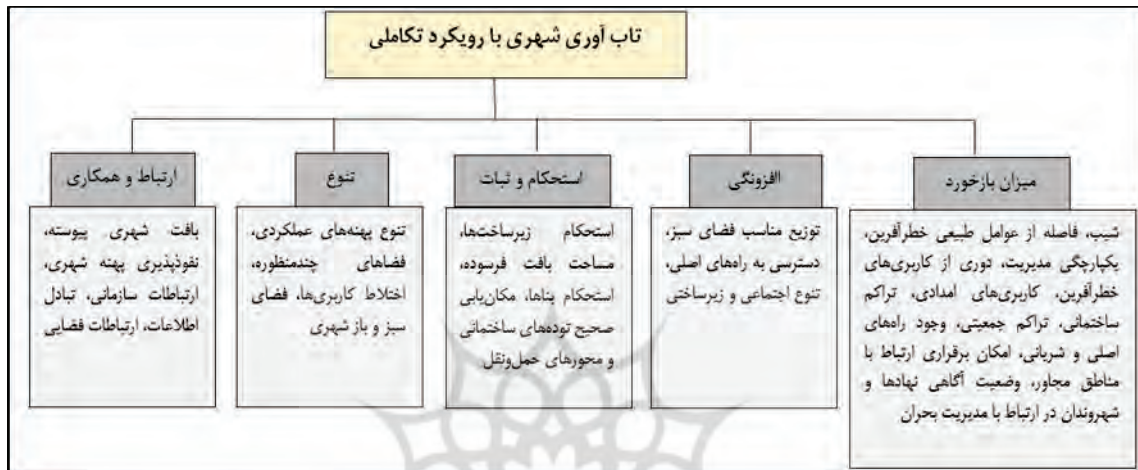 تاب آوری شهری با رویکرد تکاملی
میزان بازخورد
شیب، فاصله از عوامل طبیعی خطرآفرین،
یکپارچگی مدیریت، دوری از کاربری‌های
خطرآفرین، کاربری‌های امدادی، تراکم
ساختمانی، تراکم جمعیتی، وجود راه‌های
اصلی و شریانی، امکان برقراری ارتباط با
مناطق مجاور، وضعیت آگاهی نهادها و
شهروندان در ارتباط با مدیریت بحران
اافزونگی
توزیع مناسب فضای سبز،
دسترسی به راه‌های اصلی،
تنوع اجتماعی و زیرساختی
استحکام و ثبات
استحکام زیرساخت‌ها،
مساحت بافت فرسوده،
استحکام بناها، مکان‌یابی
صحیح توده‌های ساختمانی
و محورهای حمل‌ونقل
تنوع
تنوع پهنه‌های عملکردی،
فضاهای چندمنظوره،
اختلاط کاربری‌ها، فضای
سبز و باز شهری
ارتباط و همکاری
بافت شهری پیوسته،
نفوذپذیری پهنه شهری،
ارتباطات سازمانی، تبادل
اطلاعات، ارتباطات فضایی